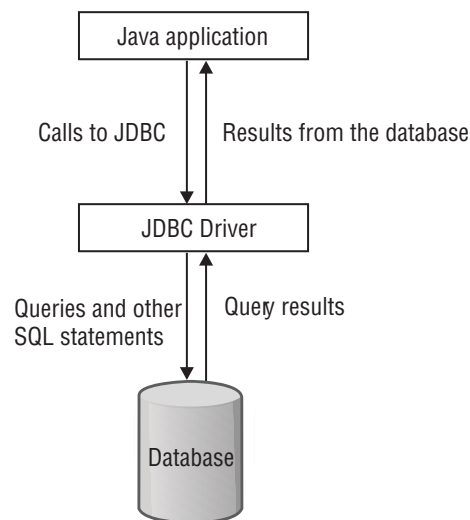 Java application
Calls to JDBC
Results from the database
JDBC Driver
Queries and other
SQL statements
Query results
Database